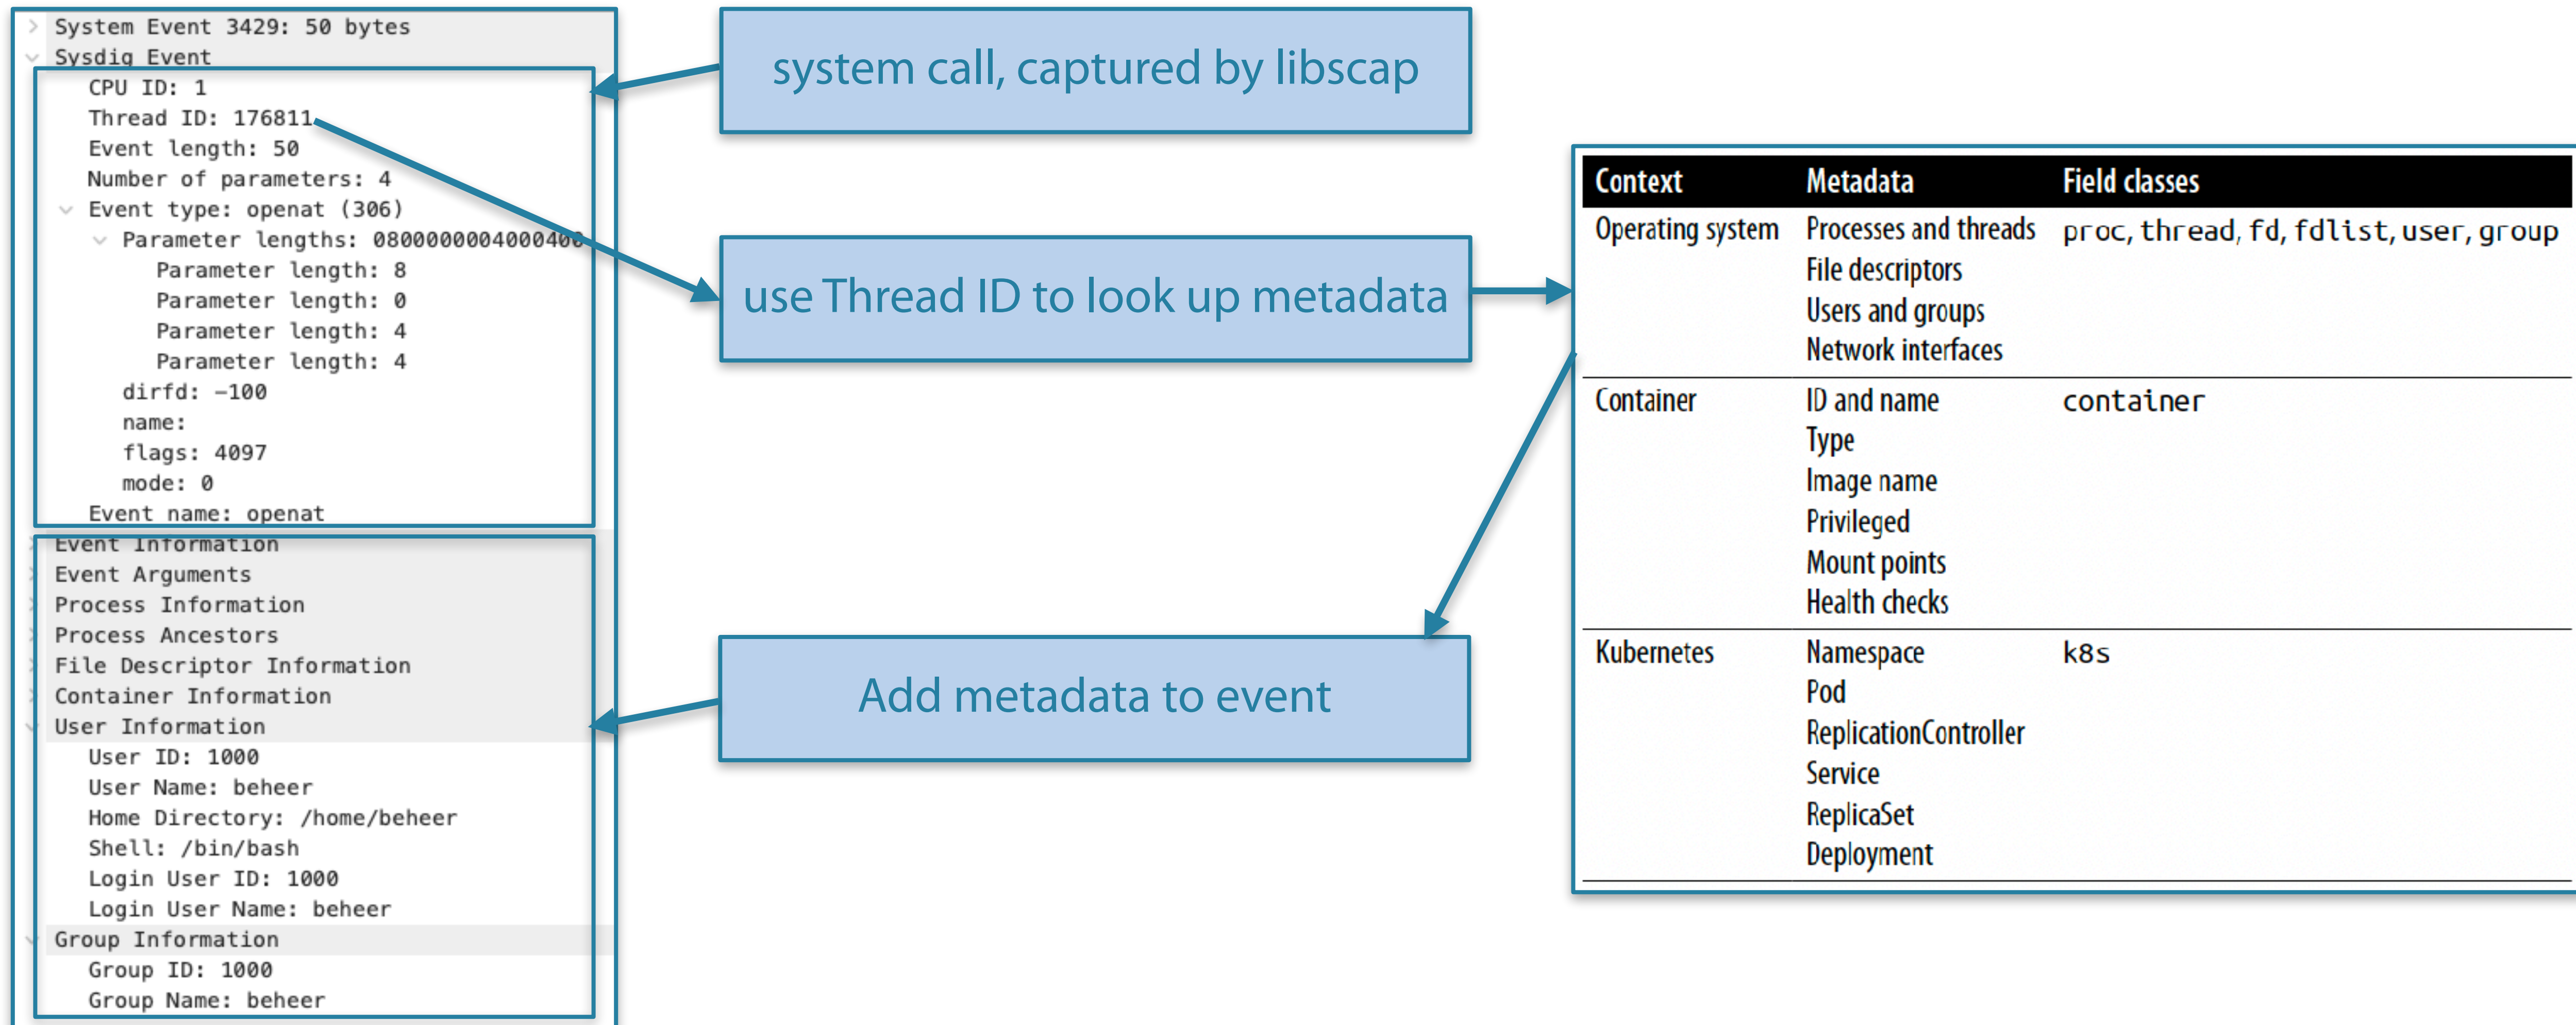 System Event 3429: 50 bytes
Sysdig Event
CPU ID: 1
Thread ID: 176811
Event length: 50
Number of parameters: 4
Event type: openat (306)
Parameter lengths: 0800000004000400
Parameter length: 8
Parameter length: 0
Parameter length: 4
Parameter length: 4
dirfd: -100
name:
flags: 4097
mode: 0
Event name: openat
Event Information
Event Arguments
Process Information
Process Ancestors
File Descriptor Information
Container Information
User Information
User ID: 1000
User Name: beheer
Home Directory: /home/beheer
Shell: /bin/bash
Login User ID: 1000
Login User Name: beheer
Group Information
Group ID: 1000
Group Name: beheer
system call, captured by libscap
use Thread ID to look up metadata
Add metadata to event
Context Metadata Field classes
Operating system Processes and threads proc, thread, fd, fdlist, user, group
File descriptors
Users and groups
Network interfaces
Container ID and name container
Type
Image name
Privileged
Mount points
Health checks
Kubernetes Namespace k8s
Pod
ReplicationController
Service
ReplicaSet
Deployment